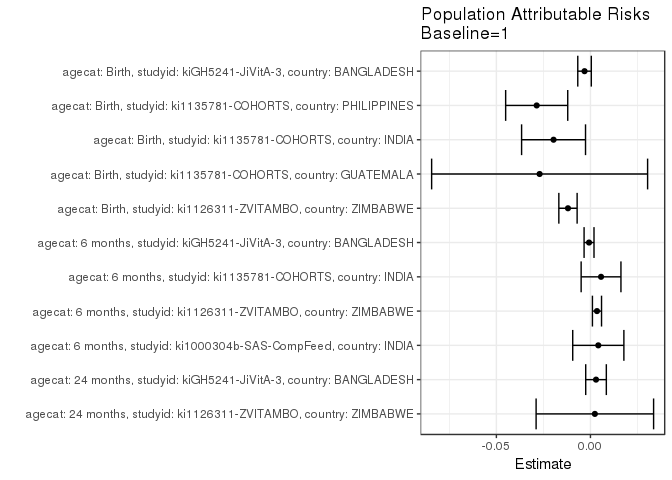 Population Attributable Risks
Baseline=1
agecat: Birth, studyid: kiGH5241-JiVitA-3, country: BANGLADESH
agecat: Birth, studyid: ki1135781-COHORTS, country: PHILIPPINES
agecat: Birth, studyid: ki1135781-COHORTS, country: INDIA
agecat: Birth, studyid: ki1135781-COHORTS, country: GUATEMALA
agecat: Birth, studyid: ki1126311-ZVITAMBO, country: ZIMBABWE
agecat: 6 months, studyid: kiGH5241-JiVitA-3, country: BANGLADESH
agecat: 6 months, studyid: ki1135781-COHORTS, country: INDIA
agecat: 6 months, studyid: ki1126311-ZVITAMBO, country: ZIMBABWE
agecat: 6 months, studyid: ki1000304b-SAS-CompFeed, country: INDIA
agecat: 24 months, studyid: kiGH5241-JiVitA-3, country: BANGLADESH
agecat: 24 months, studyid: ki1126311-ZVITAMBO, country: ZIMBABWE
-0.05 0.00
Estimate